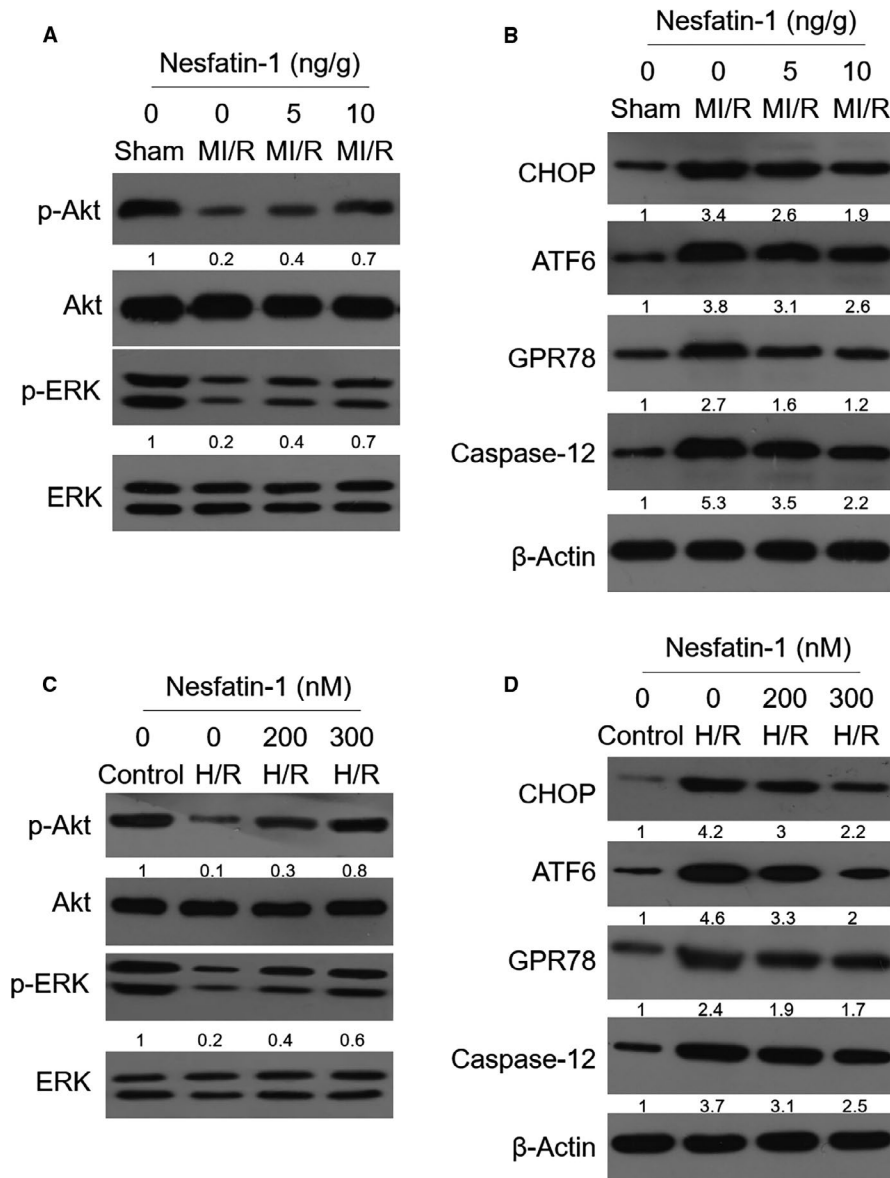 A
Nesfatin-1 (ng/g)
0 0 5 10
Sham MI/R MI/R MI/R
p-Akt
1 0.2 0.4 0.7
Akt
p-ERK
1 0.2 0.4 0.7
ERK
B
Nesfatin-1 (ng/g)
0 0 5 10
Sham MI/R MI/R MI/R
CHOP
1 3.4 2.6 1.9
ATF6
1 3.8 3.1 2.6
GPR78
1 2.7 1.6 1.2
Caspase-12
1 5.3 3.5 2.2
β-Actin
C
Nesfatin-1 (nM)
0 0 200 300
Control H/R H/R H/R
p-Akt
1 0.1 0.3 0.8
Akt
p-ERK
1 0.2 0.4 0.6
ERK
D
Nesfatin-1 (nM)
0 0 200 300
Control H/R H/R H/R
CHOP
1 4.2 3 2.2
ATF6
1 4.6 3.3 2
GPR78
1 2.4 1.9 1.7
Caspase-12
1 3.7 3.1 2.5
β-Actin